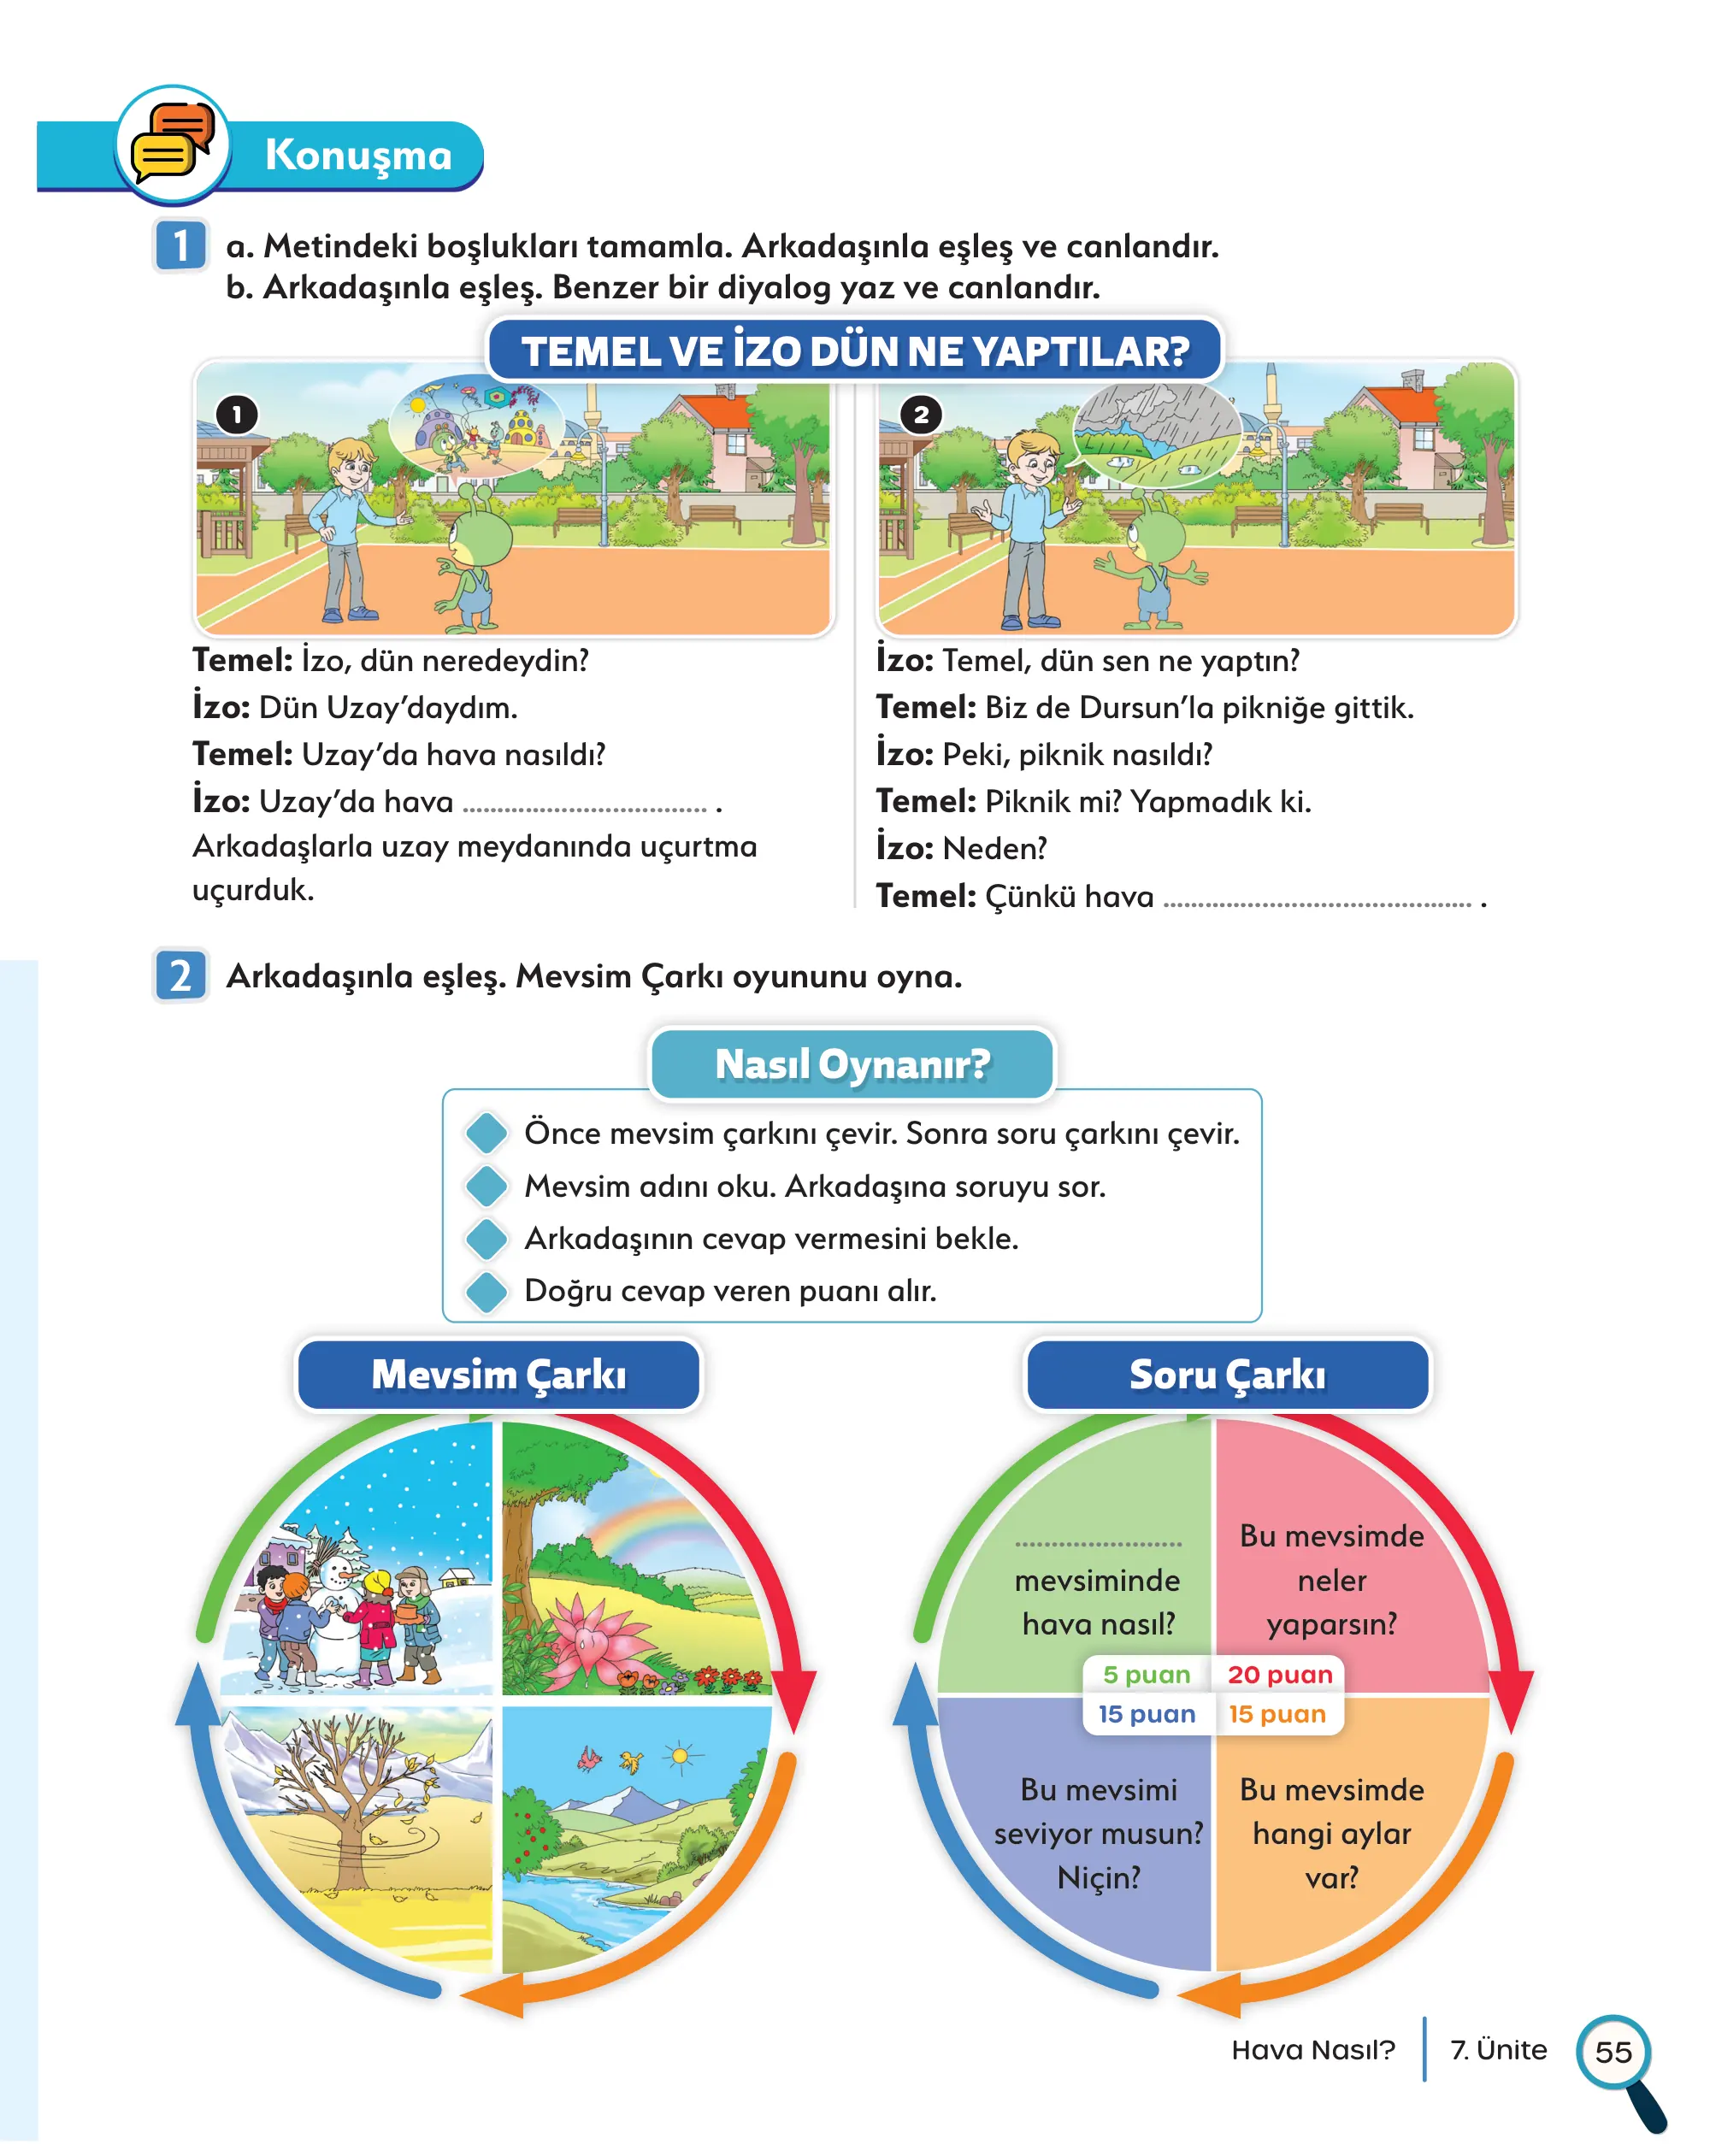 Konuşma
1
a. Metindeki boşlukları tamamla. Arkadaşınla eşleş ve canlandır.
b. Arkadaşınla eşleş. Benzer bir diyalog yaz ve canlandır.
TEMEL VE İZO DÜN NE YAPTILAR?
1
Temel: İzo, dün neredeydin?
İzo: Dün Uzay’daydım.
Temel: Uzay’da hava nasıldı?
İzo: Uzay’da hava ................................... .
Arkadaşlarla uzay meydanında uçurtma
uçurduk.
2
İzo: Temel, dün sen ne yaptın?
Temel: Biz de Dursun’la pikniğe gittik.
İzo: Peki, piknik nasıldı?
Temel: Piknik mi? Yapmadık ki.
İzo: Neden?
Temel: Çünkü hava ............................................ .
2
Arkadaşınla eşleş. Mevsim Çarkı oyununu oyna.
Nasıl Oynanır?
Önce mevsim çarkını çevir. Sonra soru çarkını çevir.
Mevsim adını oku. Arkadaşına soruyu sor.
Arkadaşının cevap vermesini bekle.
Doğru cevap veren puanı alır.
Mevsim Çarkı
Soru Çarkı
.......................
mevsiminde
hava nasıl?
5 puan
Bu mevsimde
neler
yaparsın?
20 puan
15 puan
Bu mevsimi
seviyor musun?
Niçin?
15 puan
Bu mevsimde
hangi aylar
var?
Hava Nasıl?
7. Ünite
55